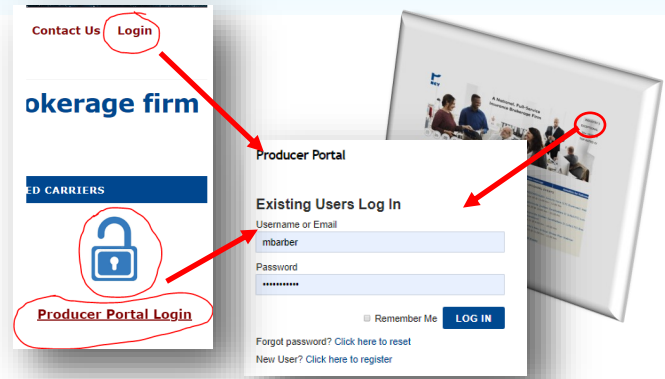 Contact Us Login
okerage firm
ED CARRIERS
Producer Portal Login
KEY
A National, Full-Service
Insurance Brokerage Firm
Producer Portal
Existing Users Log In
Username or Email
mbarber
Password
•••••••••••
Remember Me LOG IN
Forgot password? Click here to reset
New User? Click here to register